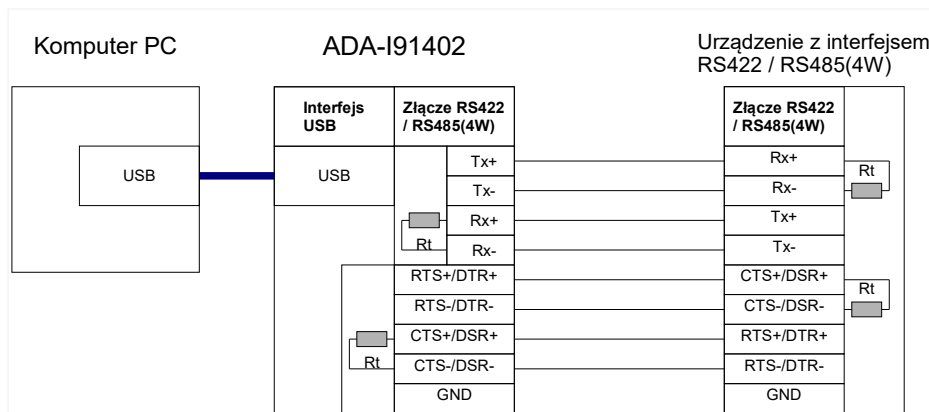 Komputer PC
ADA-I91402
Urządzenie z interfejsem
RS422 / RS485(4W)
Interfejs
USB
Złącze RS422
/ RS485(4W)
Złącze RS422
/ RS485(4W)
USB
USB
Tx+
Rx+
Rt
Tx-
Rx-
Rx+
Tx+
Rt
Rx-
Tx-
RTS+/DTR+
CTS+/DSR+
Rt
RTS-/DTR-
CTS-/DSR-
CTS+/DSR+
RTS+/DTR+
Rt
CTS-/DSR-
RTS-/DTR-
GND
GND